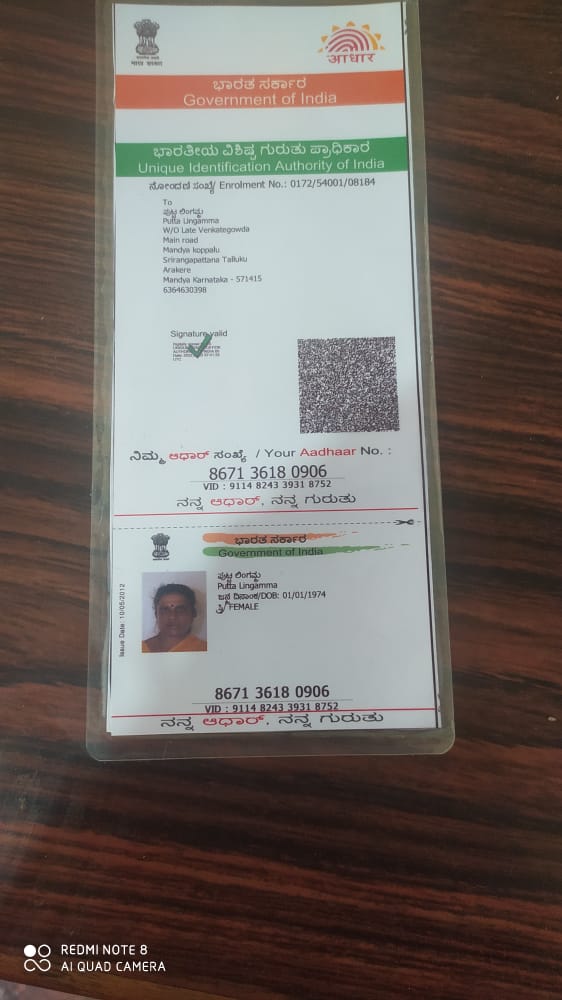 भारत सरकार
आधार
ಭಾರತ ಸರ್ಕಾರ
Government of India
ಭಾರತೀಯ ವಿಶಿಷ್ಟ ಗುರುತು ಪ್ರಾಧಿಕಾರ
Unique Identification Authority of India
ನೋಂದಣಿ ಸಂಖ್ಯೆ/ Enrolment No.: 0172/54001/08184
To
ಪುಟ್ಟ ಲಿಂಗಮ್ಮ
Putta Lingamma
W/O Late Venkategowda
Main road
Mandya koppalu
Srirangapattana Talluku
Arakere
Mandya Karnataka - 571415
6364630398
Signature valid
ನಿಮ್ಮ ಆಧಾರ್ ಸಂಖ್ಯೆ / Your Aadhaar No. :
8671 3618 0906
VID : 9114 8243 3931 8752
ನನ್ನ ಆಧಾರ್, ನನ್ನ ಗುರುತು
ಭಾರತ ಸರ್ಕಾರ
Government of India
Issue Date: 10/05/2012
ಪುಟ್ಟ ಲಿಂಗಮ್ಮ
Putta Lingamma
ಜನ್ಮ ದಿನಾಂಕ/DOB: 01/01/1974
ಸ್ತ್ರೀ/ FEMALE
8671 3618 0906
VID : 9114 8243 3931 8752
ನನ್ನ ಆಧಾರ್, ನನ್ನ ಗುರುತು
REDMI NOTE 8
AI QUAD CAMERA